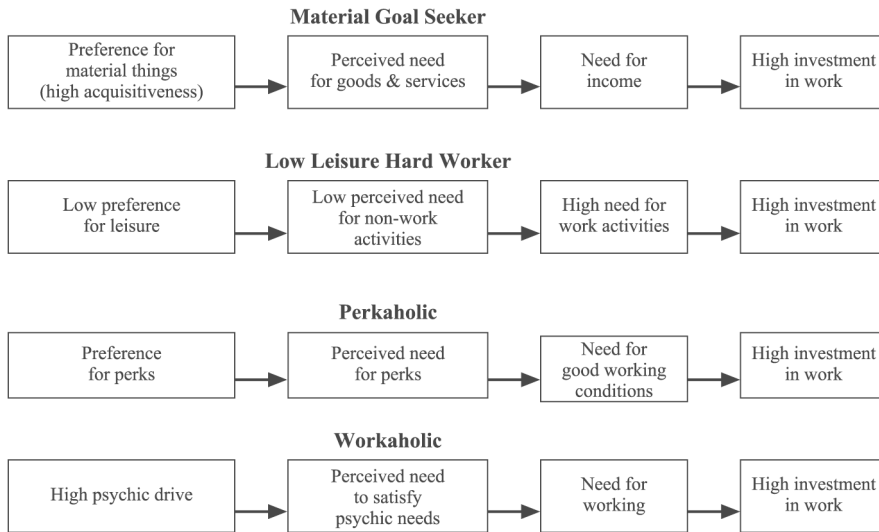 Material Goal Seeker
Preference for
material things
(high acquisitiveness)
Perceived need
for goods & services
Need for
income
High investment
in work
Low Leisure Hard Worker
Low preference
for leisure
Low perceived need
for non-work
activities
High need for
work activities
High investment
in work
Perkaholic
Preference
for perks
Perceived need
for perks
Need for
good working
conditions
High investment
in work
Workaholic
High psychic drive
Perceived need
to satisfy
psychic needs
Need for
working
High investment
in work